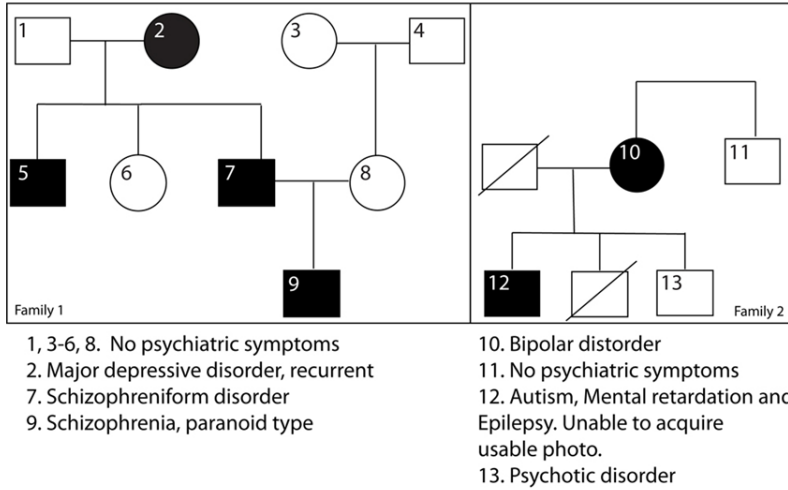 1
2
3
4
5
6
7
8
9
Family 1
10
11
12
13
Family 2
1, 3-6, 8. No psychiatric symptoms
2. Major depressive disorder, recurrent
7. Schizophreniform disorder
9. Schizophrenia, paranoid type
10. Bipolar distorder
11. No psychiatric symptoms
12. Autism, Mental retardation and
Epilepsy. Unable to acquire
usable photo.
13. Psychotic disorder